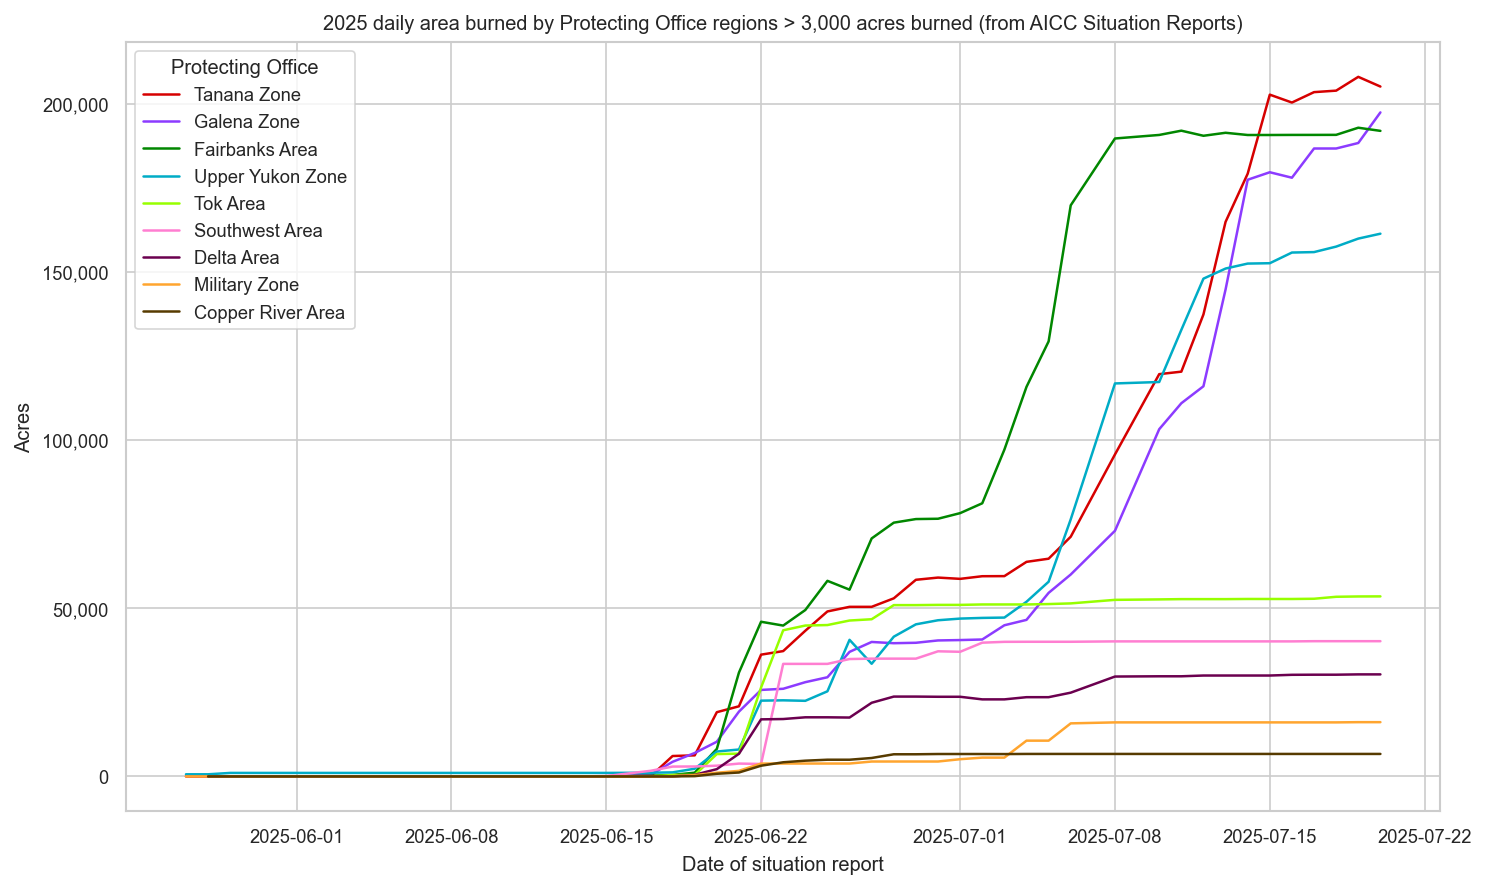 2025 daily area burned by Protecting Office regions > 3,000 acres burned (from AICC Situation Reports)
Protecting Office
Tanana Zone
Galena Zone
Fairbanks Area
Upper Yukon Zone
Tok Area
Southwest Area
Delta Area
Military Zone
Copper River Area
200,000
150,000
100,000
50,000
0
Acres
2025-06-01
2025-06-08
2025-06-15
2025-06-22
2025-07-01
2025-07-08
2025-07-15
2025-07-22
Date of situation report